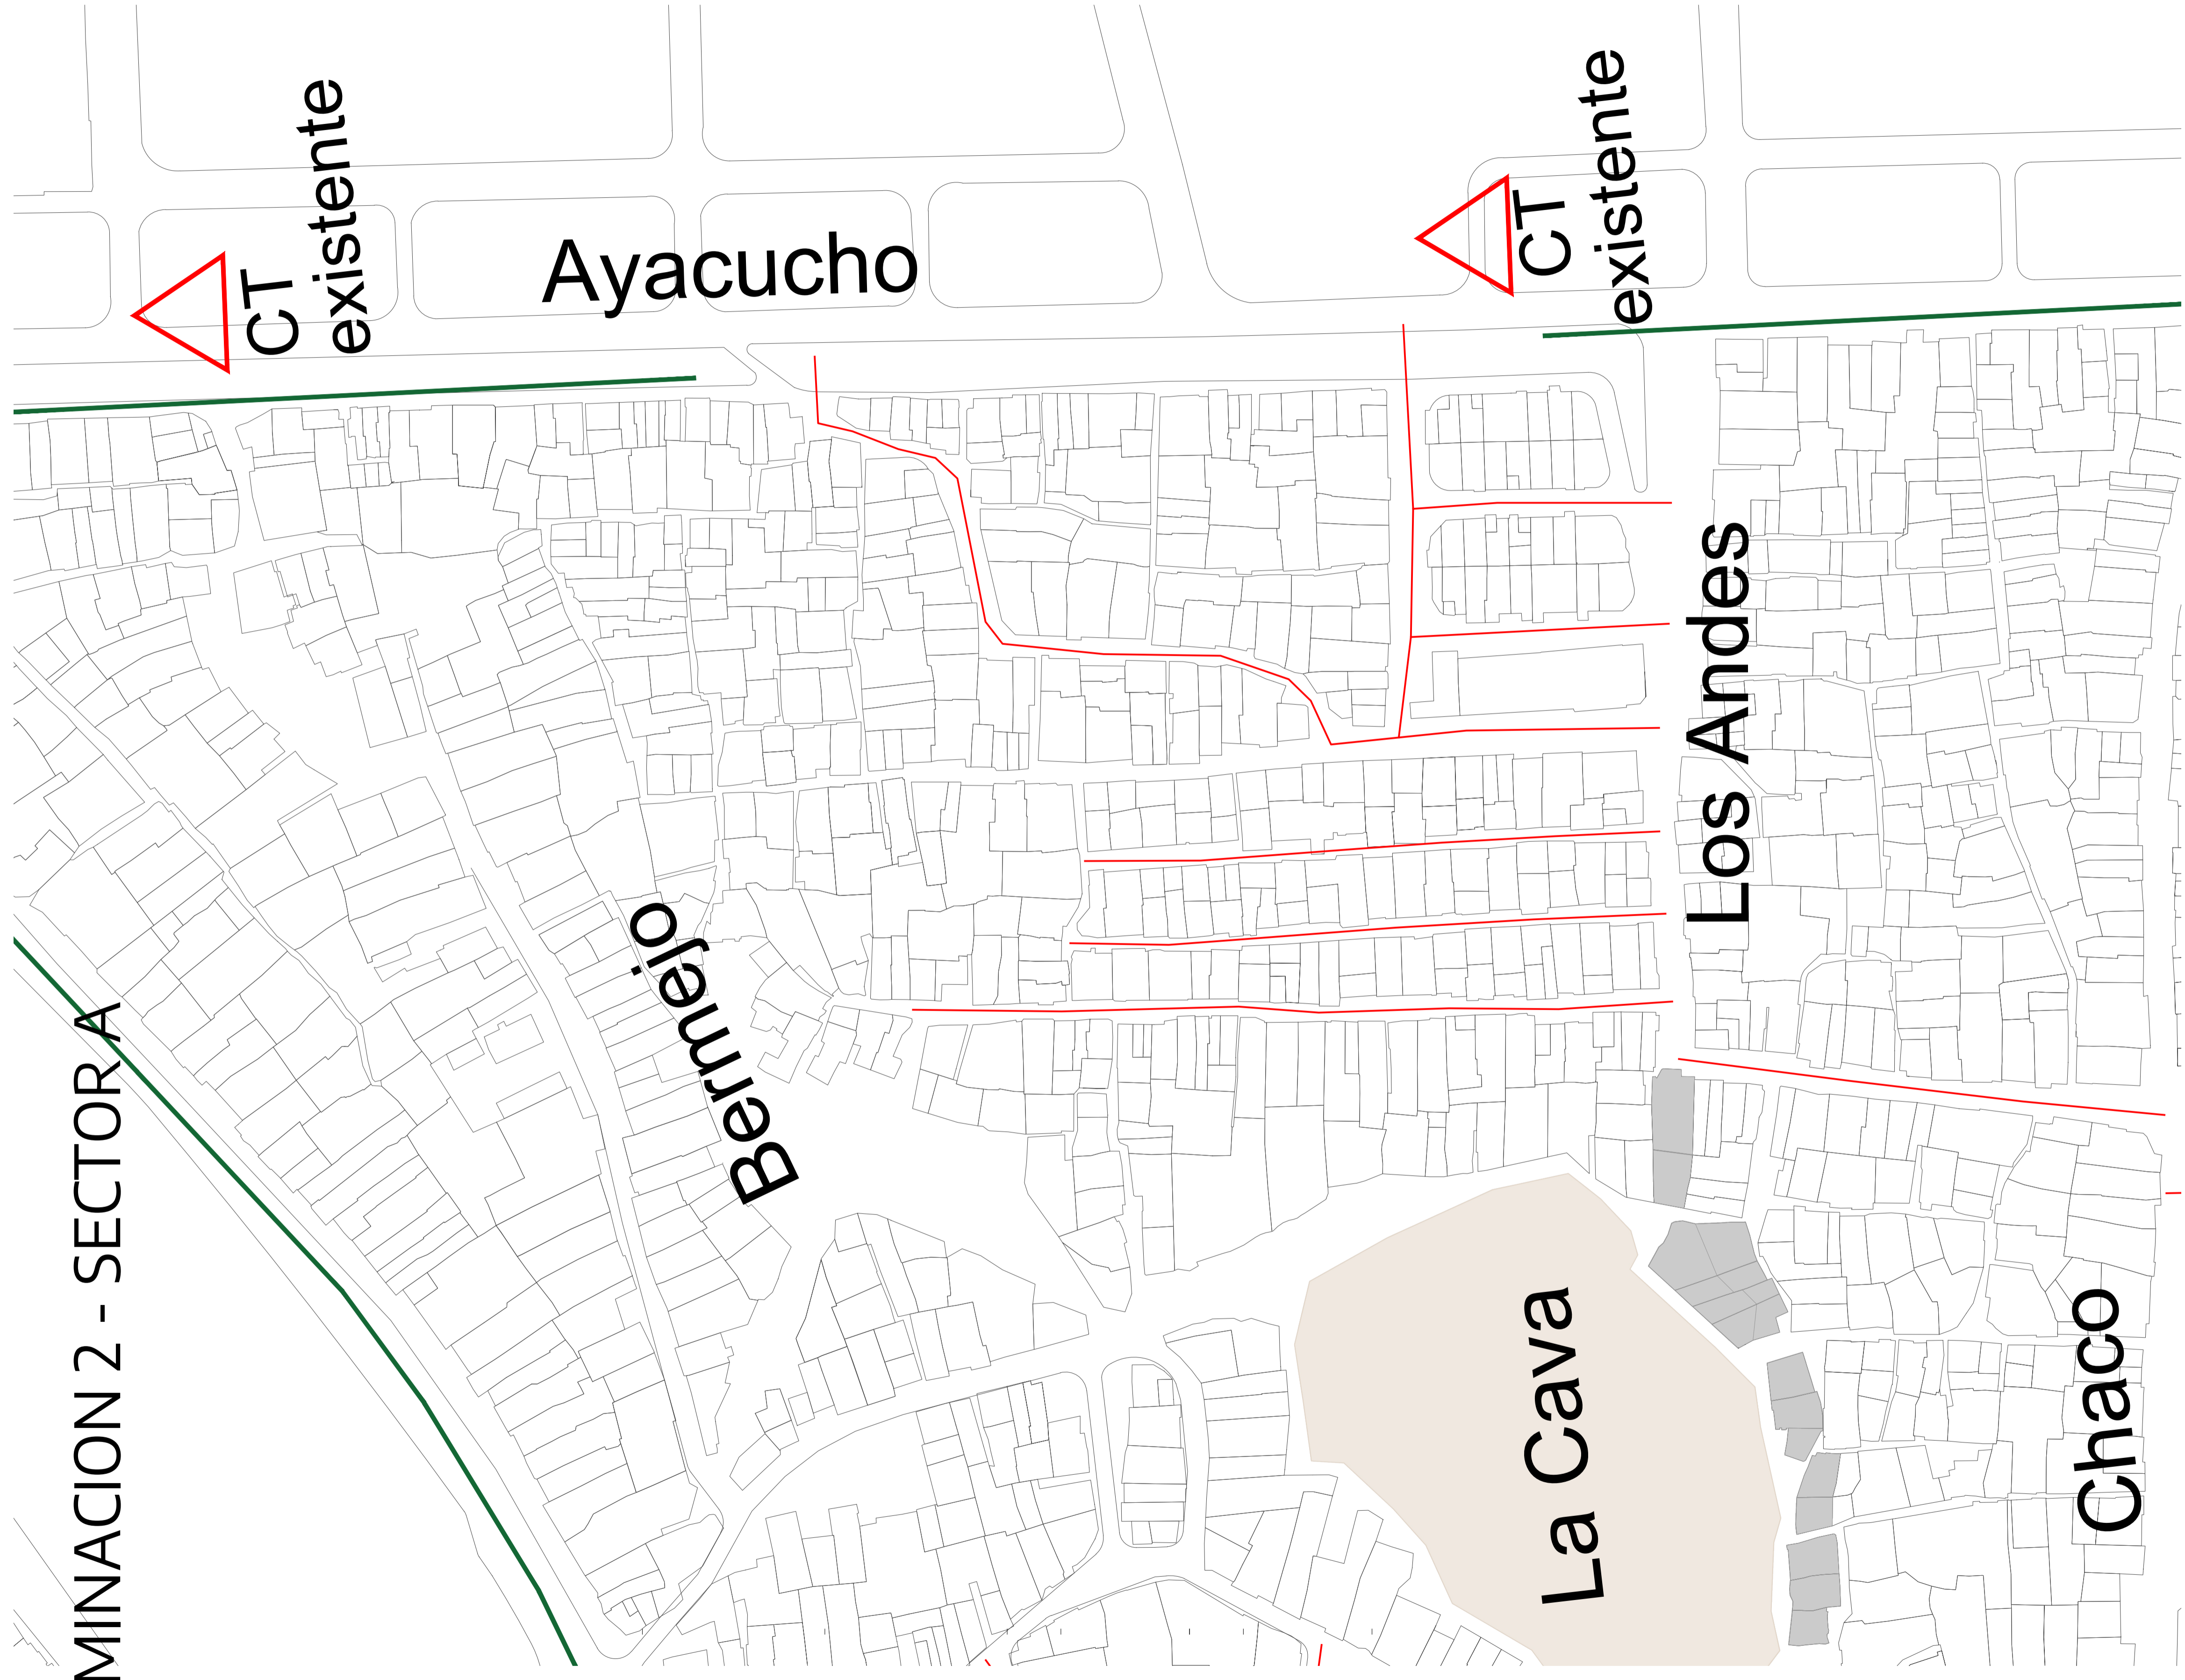 CT
existente
Ayacucho
CT
existente
Los Andes
Bermejo
MINACION 2 - SECTOR A
La Cava
Chaco